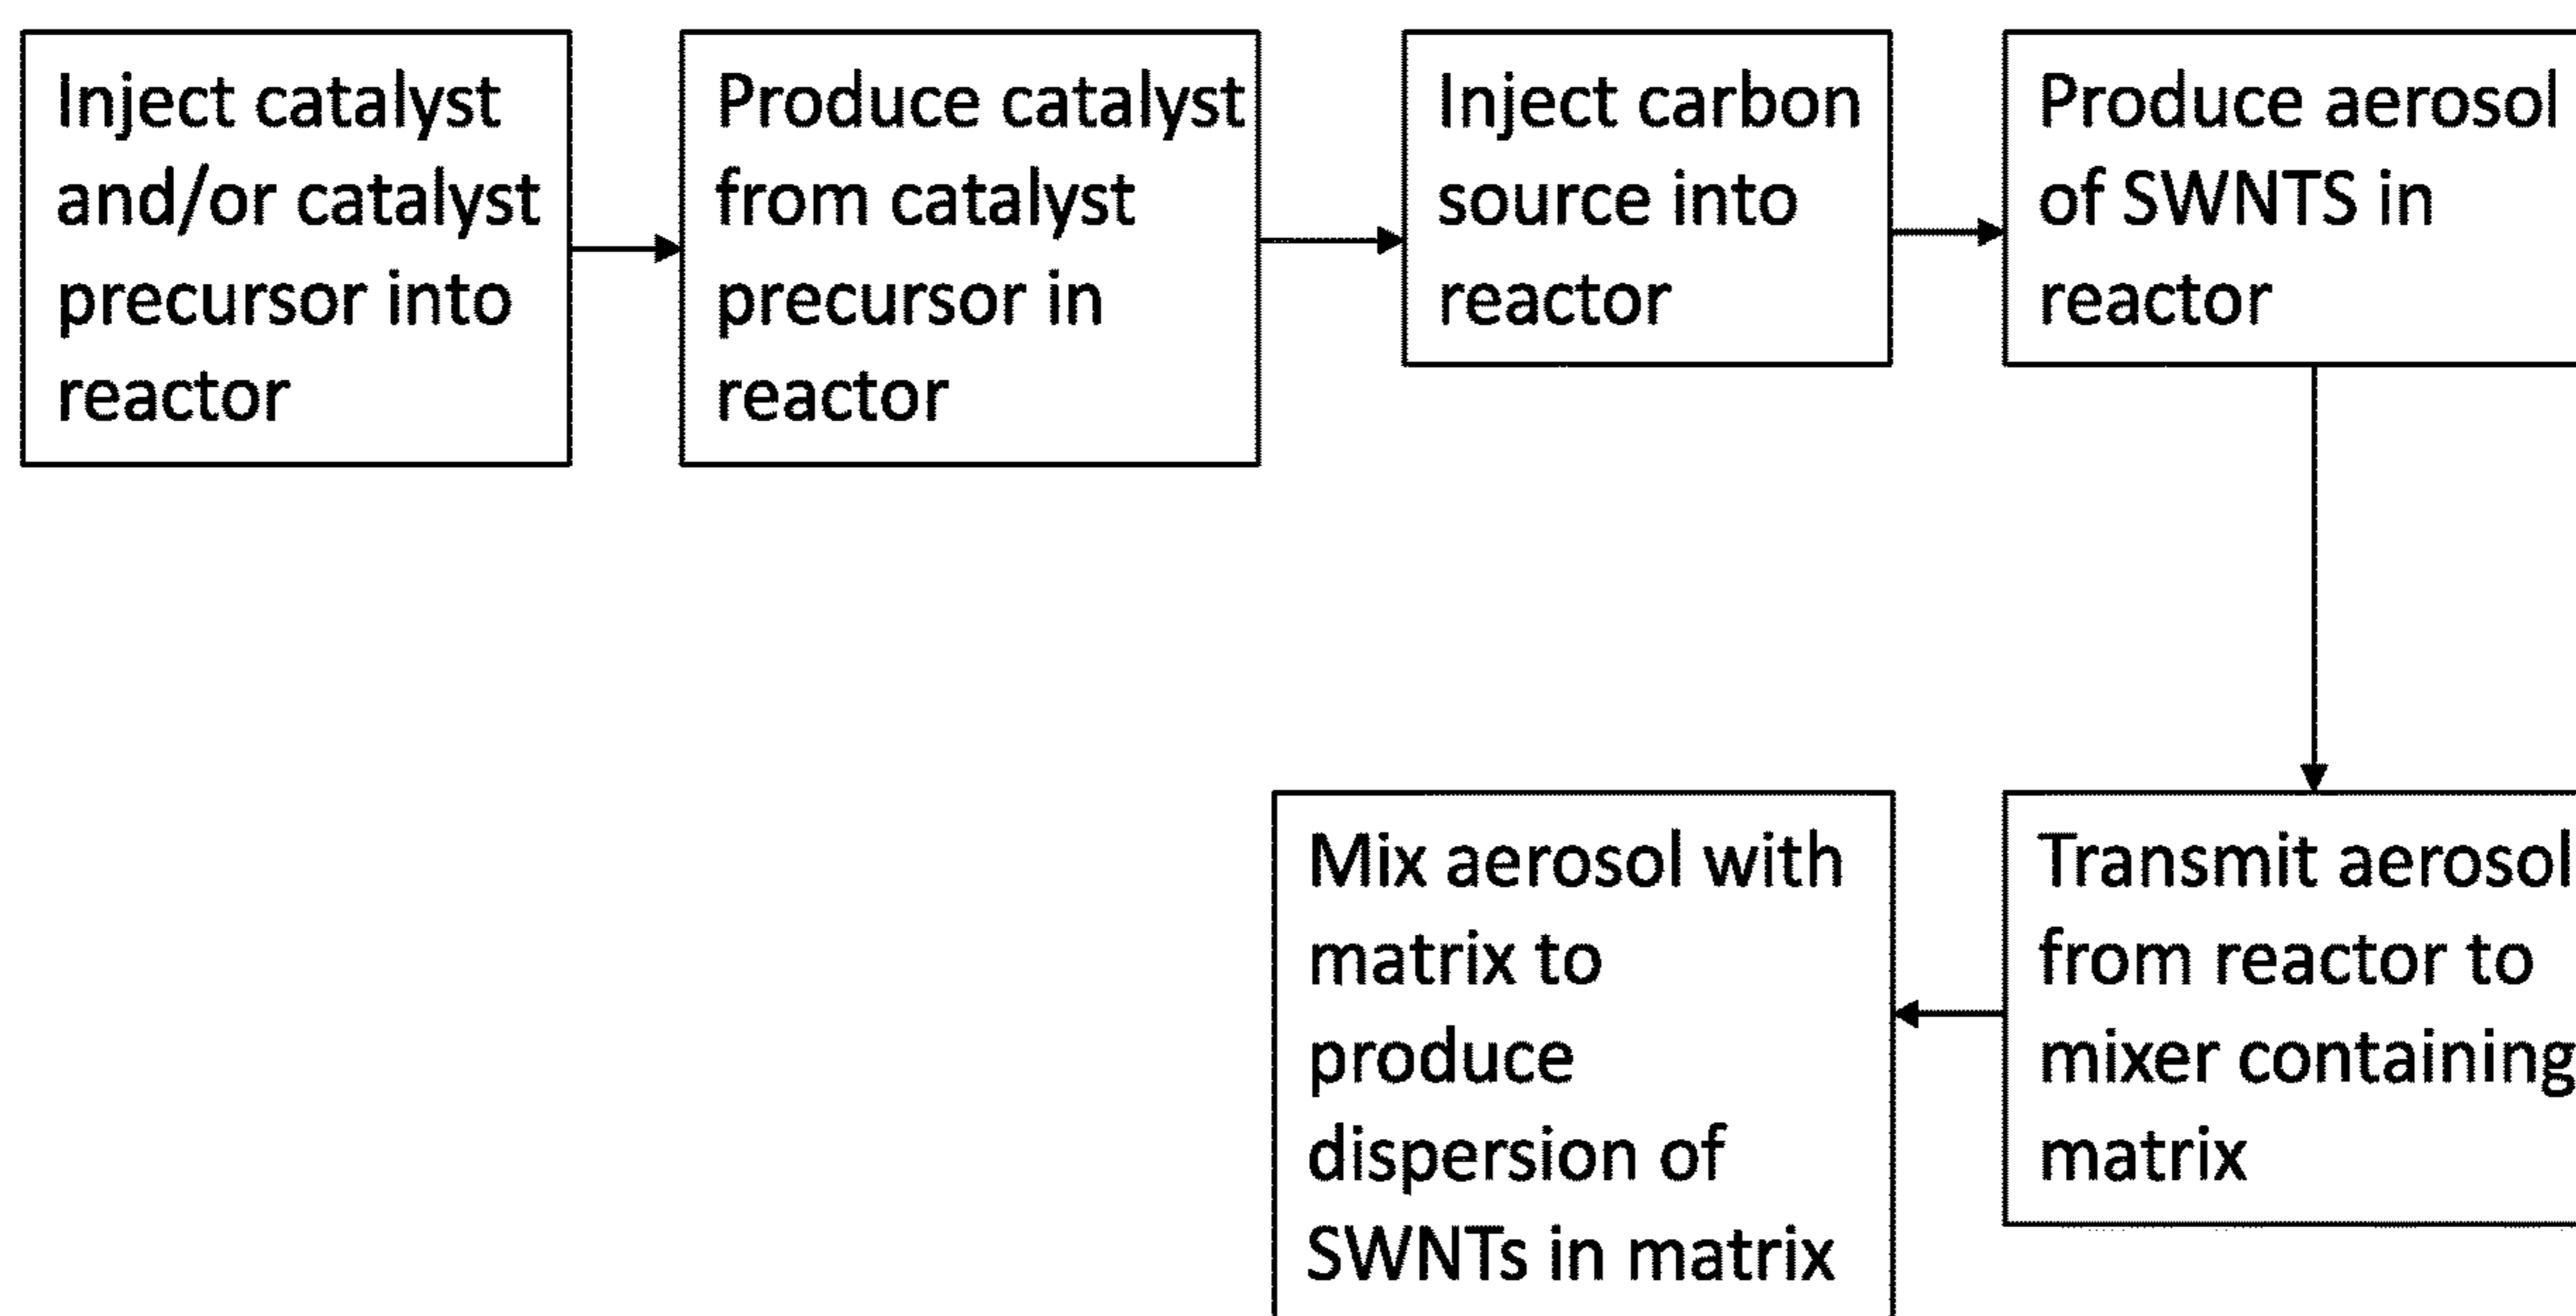 Inject catalyst
and/or catalyst
precursor into
reactor
Produce catalyst
from catalyst
precursor in
reactor
Inject carbon
source into
reactor
Produce aerosol
of SWNTS in
reactor
Transmit aerosol
from reactor to
mixer containing
matrix
Mix aerosol with
matrix to
produce
dispersion of
SWNTs in matrix